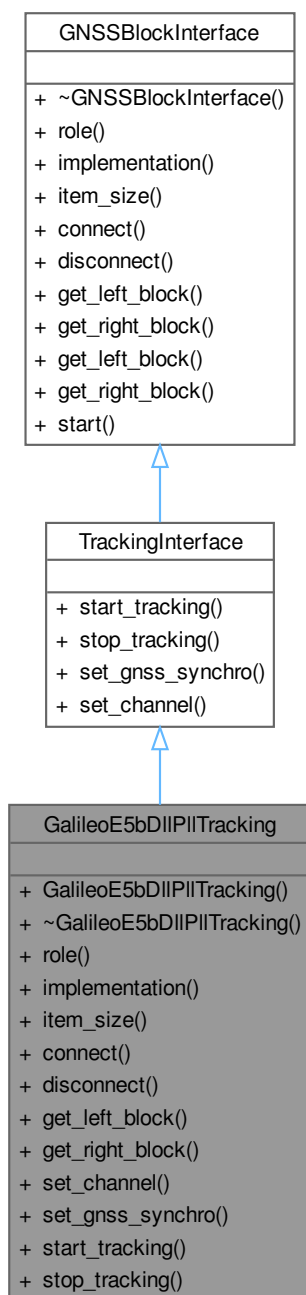 GNSSBlockInterface
+ ~GNSSBlockInterface()
+ role()
+ implementation()
+ item_size()
+ connect()
+ disconnect()
+ get_left_block()
+ get_right_block()
+ get_left_block()
+ get_right_block()
+ start()
TrackingInterface
+ start_tracking()
+ stop_tracking()
+ set_gnss_synchro()
+ set_channel()
GalileoE5bDllPllTracking
+ GalileoE5bDllPllTracking()
+ ~GalileoE5bDllPllTracking()
+ role()
+ implementation()
+ item_size()
+ connect()
+ disconnect()
+ get_left_block()
+ get_right_block()
+ set_channel()
+ set_gnss_synchro()
+ start_tracking()
+ stop_tracking()